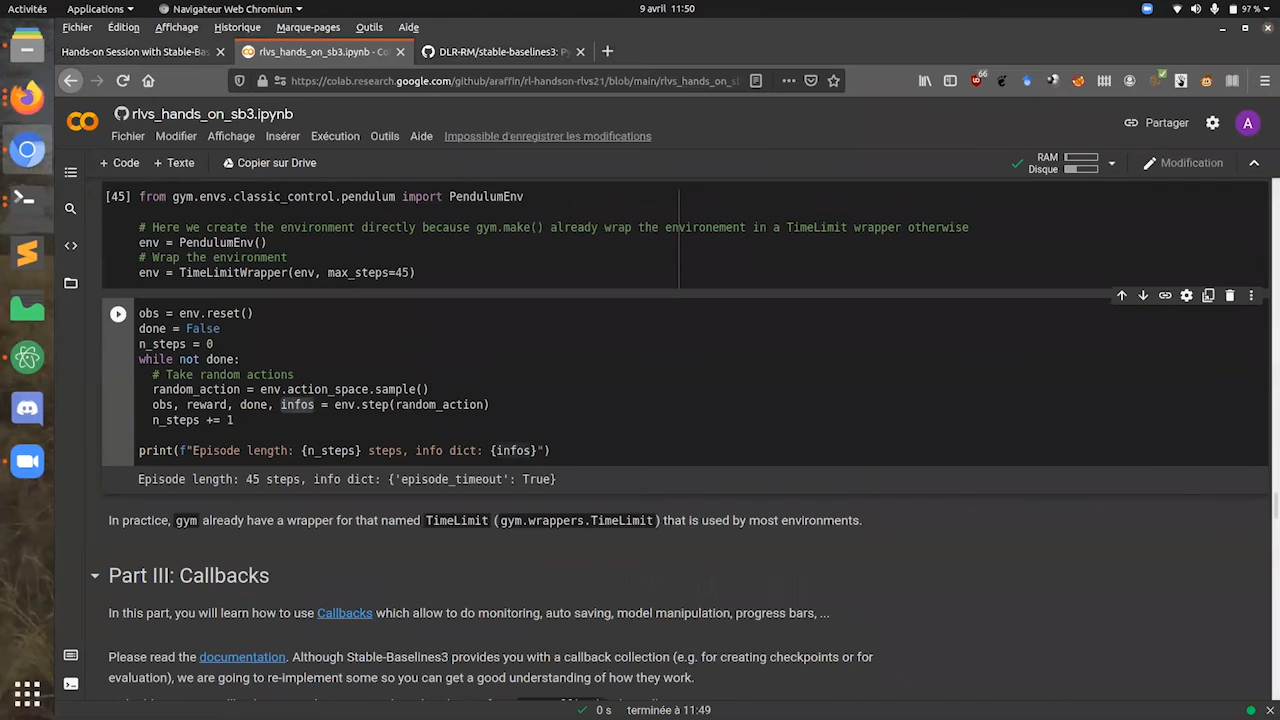 Activités Applications Navigateur Web Chromium 9 avril 11:50 97 %
Fichier Édition Affichage Historique Marque-pages Outils Aide
Hands-on Session with Stable-Bas rlvs_hands_on_sb3.ipynb - Co DLR-RM/stable-baselines3: Py
https://colab.research.google.com/github/araffin/rl-handson-rlvs21/blob/main/rlvs_hands_on_sb 66
rlvs_hands_on_sb3.ipynb
Partager A
Fichier Modifier Affichage Insérer Exécution Outils Aide Impossible d'enregistrer les modifications
+ Code + Texte Copier sur Drive RAM Disque Modification
[45] from gym.envs.classic_control.pendulum import PendulumEnv
# Here we create the environment directly because gym.make() already wrap the environement in a TimeLimit wrapper otherwise
env = PendulumEnv()
# Wrap the environment
env = TimeLimitWrapper(env, max_steps=45)
obs = env.reset()
done = False
n_steps = 0
while not done:
# Take random actions
random_action = env.action_space.sample()
obs, reward, done, infos = env.step(random_action)
n_steps += 1
print(f"Episode length: {n_steps} steps, info dict: {infos}")
Episode length: 45 steps, info dict: {'episode_timeout': True}
In practice, gym already have a wrapper for that named TimeLimit (gym.wrappers.TimeLimit) that is used by most environments.
Part III: Callbacks
In this part, you will learn how to use Callbacks which allow to do monitoring, auto saving, model manipulation, progress bars, ...
Please read the documentation. Although Stable-Baselines3 provides you with a callback collection (e.g. for creating checkpoints or for
evaluation), we are going to re-implement some so you can get a good understanding of how they work.
0 s terminée à 11:49